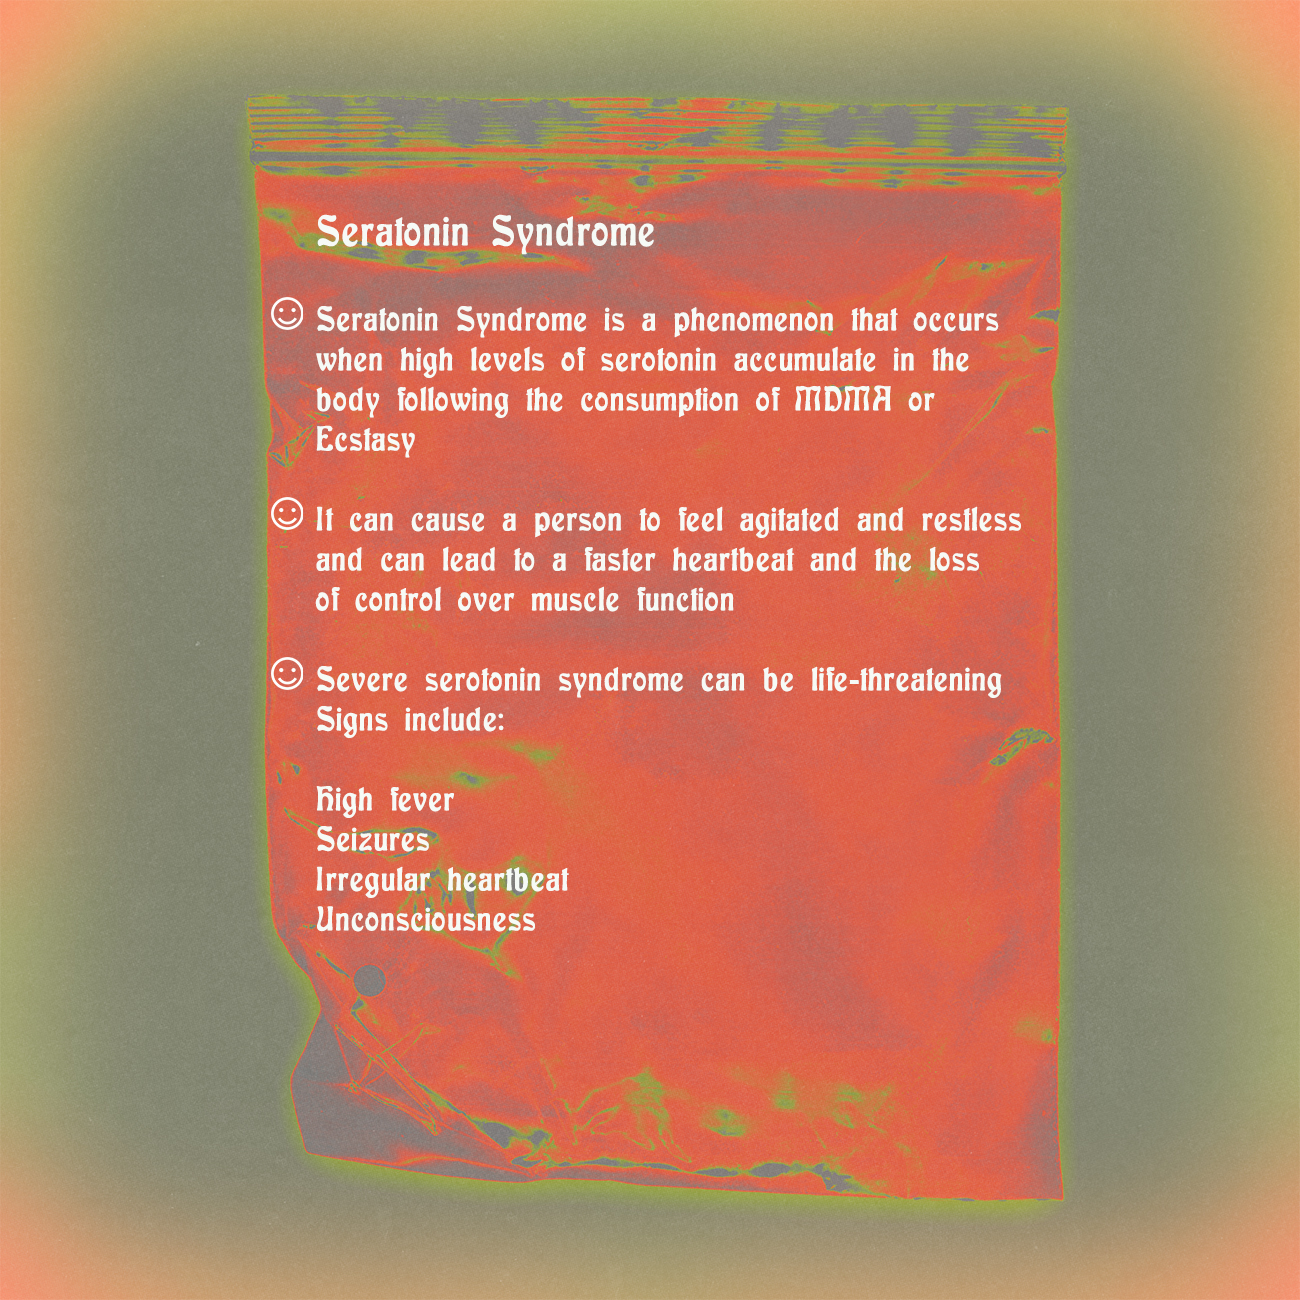 Seratonin Syndrome
Seratonin Syndrome is a phenomenon that occurs
when high levels of serotonin accumulate in the
body following the consumption of MDMA or
Ecstasy
It can cause a person to feel agitated and restless
and can lead to a faster heartbeat and the loss
of control over muscle function
Severe serotonin syndrome can be life-threatening
Signs include:
High fever
Seizures
Irregular heartbeat
Unconsciousness